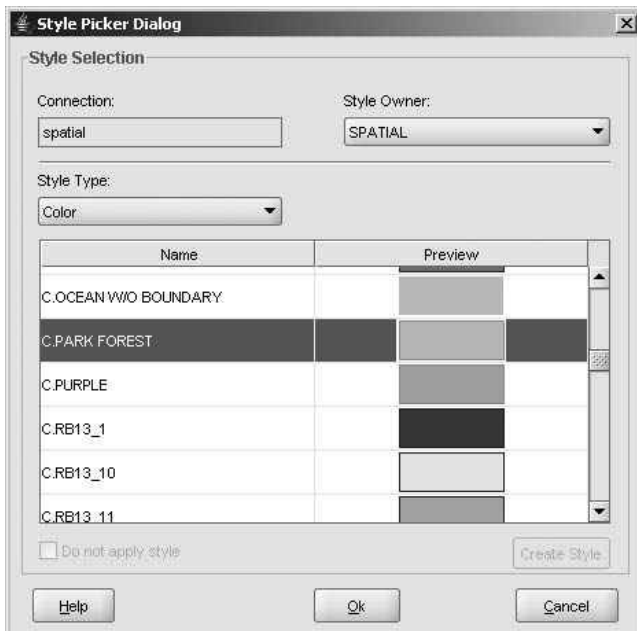 Style Picker Dialog
Style Selection
Connection:
Style Owner:
spatial
SPATIAL
Style Type:
Color
Name
Preview
C.OCEAN W/O BOUNDARY
C.PARK FOREST
C.PURPLE
C.RB13_1
C.RB13_10
C.RB13_11
Do not apply style
Create Style
Help
Ok
Cancel